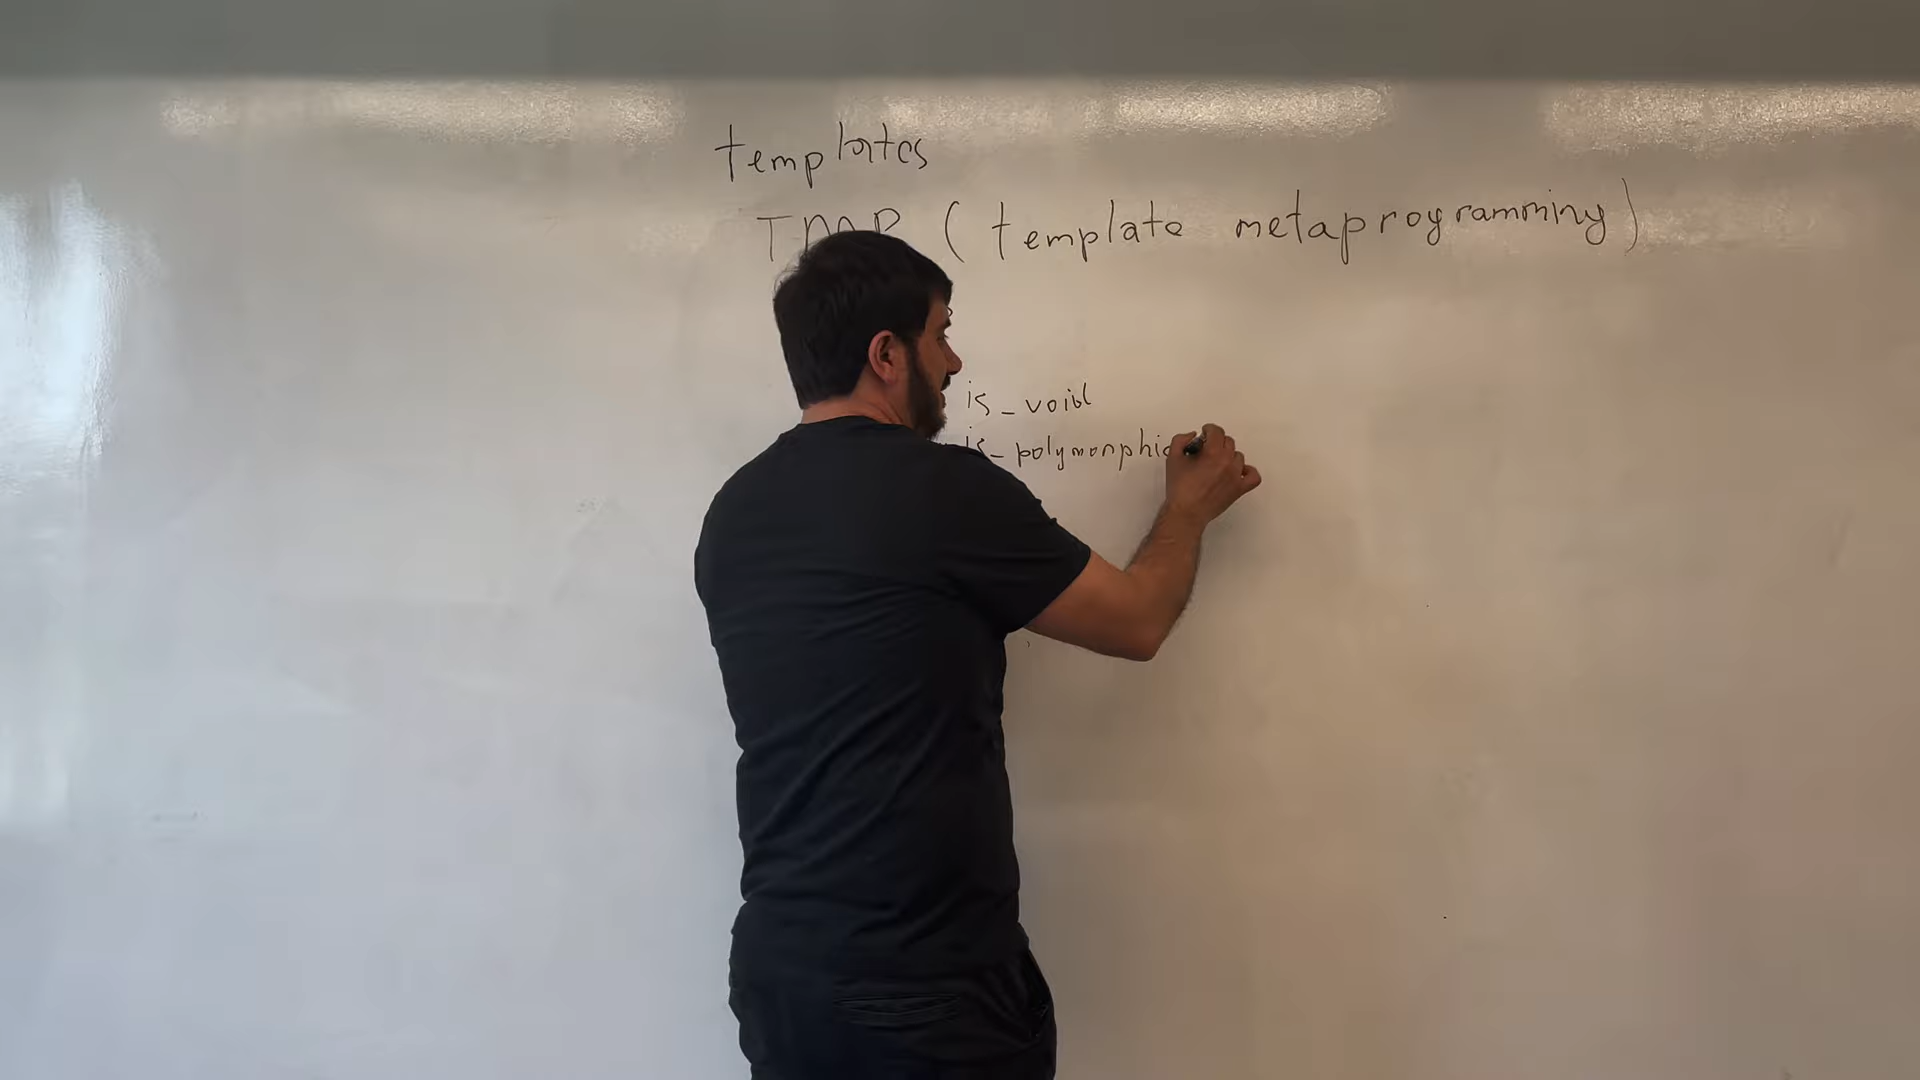 templates
TMP (template metaprogramming)
is_void
is_polymorphic